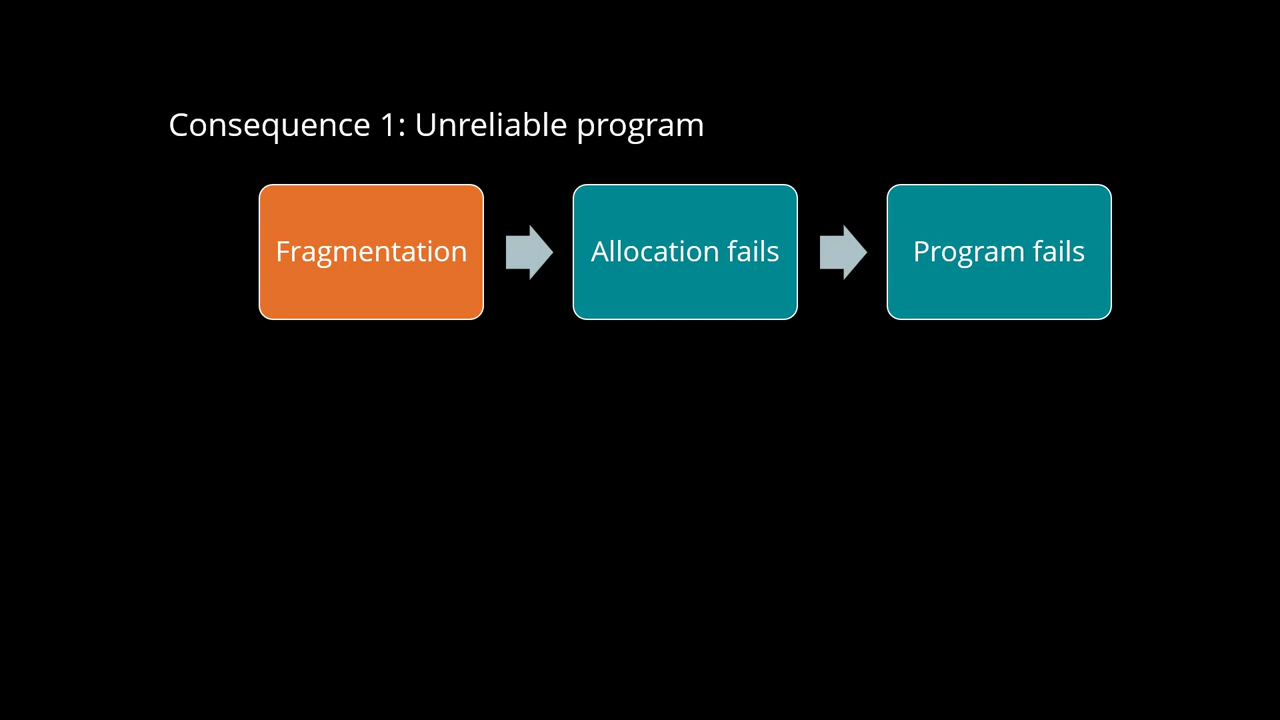 Consequence 1: Unreliable program
Fragmentation
Allocation fails
Program fails